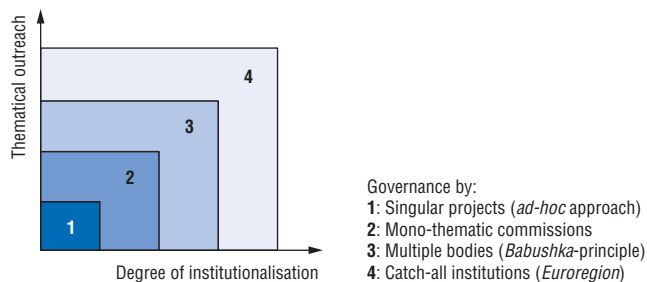 Thematical outreach
4
3
2
1
Degree of institutionalisation
Governance by:
1: Singular projects (ad-hoc approach)
2: Mono-thematic commissions
3: Multiple bodies (Babushka-principle)
4: Catch-all institutions (Euroregion)